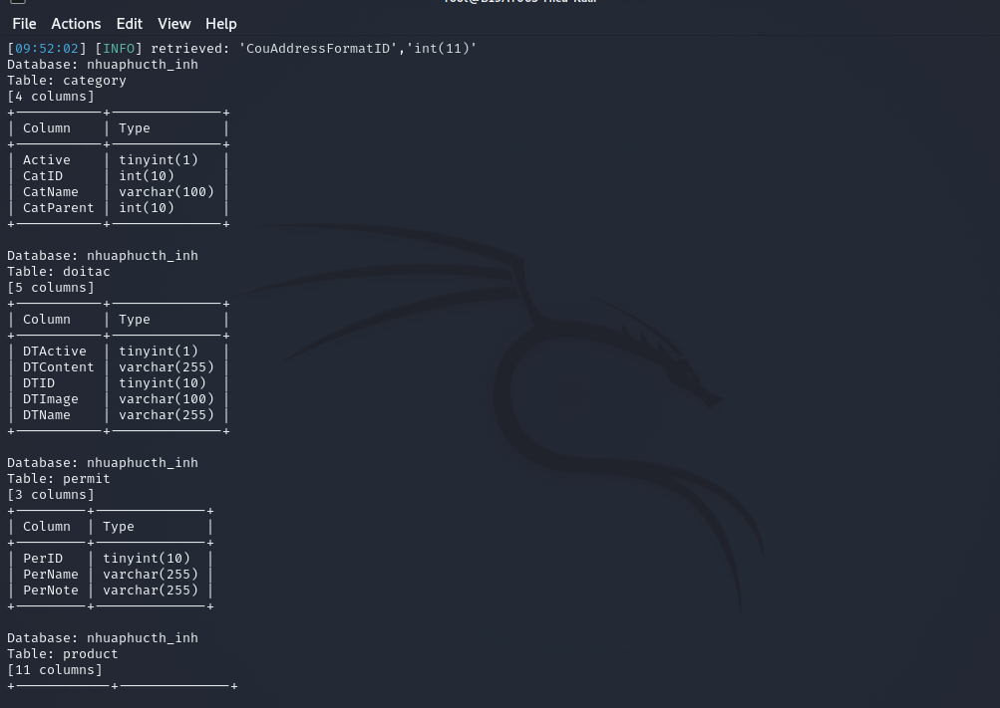 File Actions Edit View Help
[09:52:02] [INFO] retrieved: 'CouAddressFormatID','int(11)'
Database: nhuaphucth_inh
Table: category
[4 columns]
| Column | Type |
| Active | tinyint(1) |
| CatID | int(10) |
| CatName | varchar(100) |
| CatParent | int(10) |
Database: nhuaphucth_inh
Table: doitac
[5 columns]
| Column | Type |
| DTActive | tinyint(1) |
| DTContent | varchar(255) |
| DTID | tinyint(10) |
| DTImage | varchar(100) |
| DTName | varchar(255) |
Database: nhuaphucth_inh
Table: permit
[3 columns]
| Column | Type |
| PerID | tinyint(10) |
| PerName | varchar(255) |
| PerNote | varchar(255) |
Database: nhuaphucth_inh
Table: product
[11 columns]